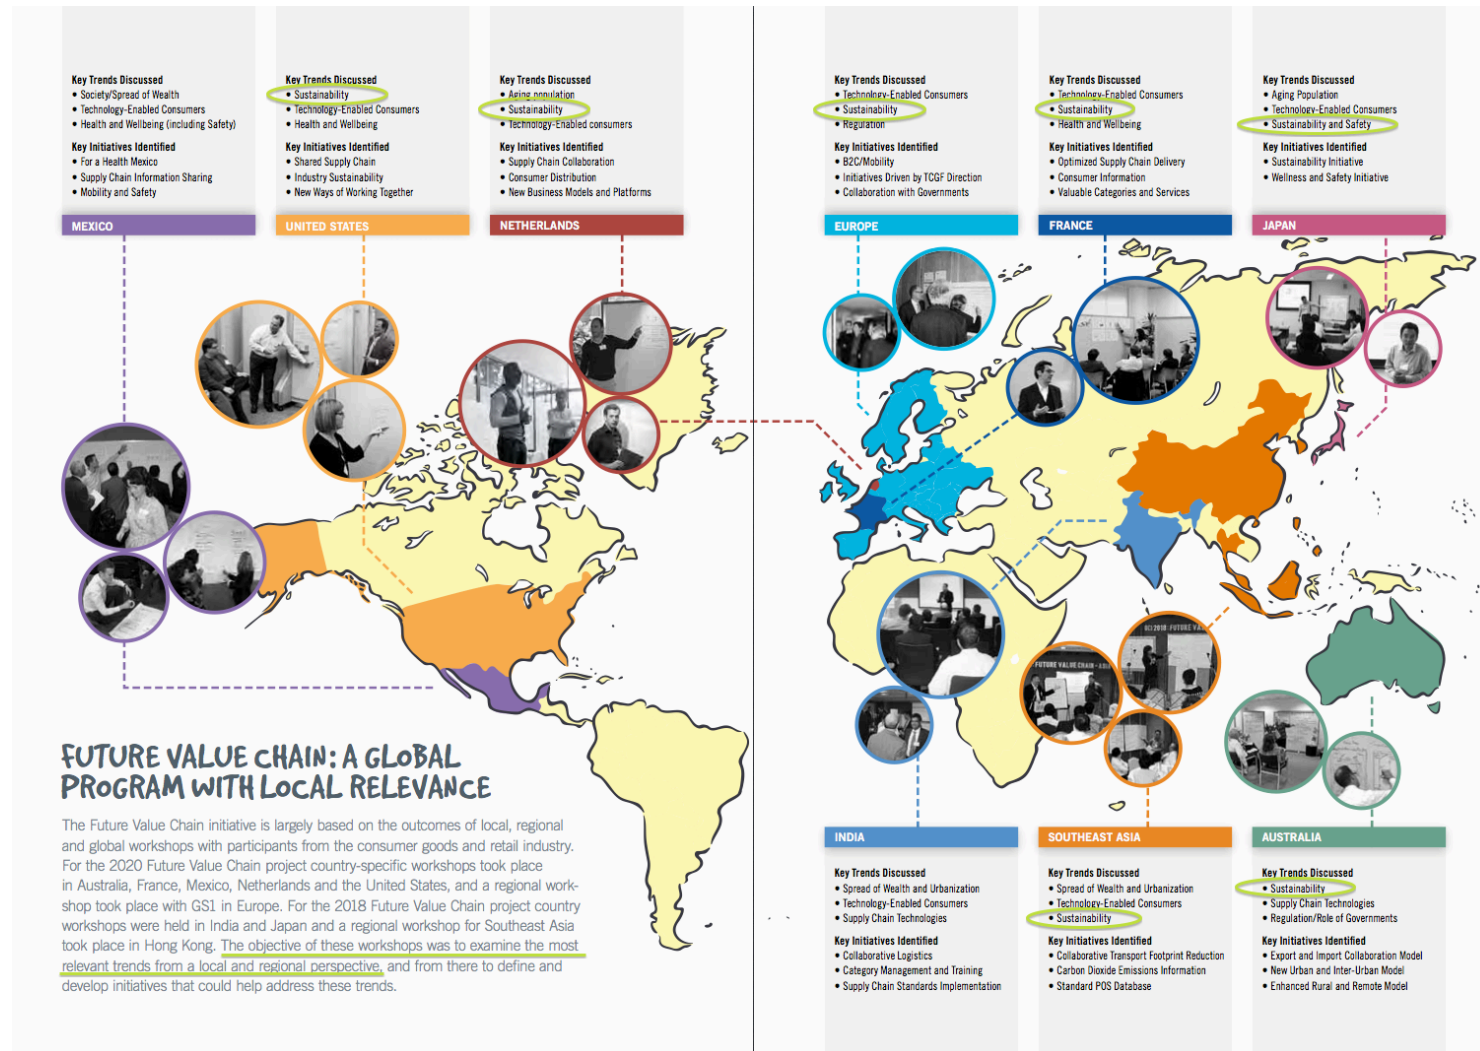 Key Trends Discussed
• Society/Spread of Wealth
• Technology-Enabled Consumers
• Health and Wellbeing (including Safety)
Key Initiatives Identified
• For a Health Mexico
• Supply Chain Information Sharing
• Mobility and Safety
MEXICO
Key Trends Discussed
• Sustainability
• Technology-Enabled Consumers
• Health and Wellbeing
Key Initiatives Identified
• Shared Supply Chain
• Industry Sustainability
• New Ways of Working Together
UNITED STATES
Key Trends Discussed
• Aging population
• Sustainability
• Technology-Enabled consumers
Key Initiatives Identified
• Supply Chain Collaboration
• Consumer Distribution
• New Business Models and Platforms
NETHERLANDS
Key Trends Discussed
• Technology-Enabled Consumers
• Sustainability
• Regulation
Key Initiatives Identified
• B2C/Mobility
• Initiatives Driven by TCGF Direction
• Collaboration with Governments
EUROPE
Key Trends Discussed
• Technology-Enabled Consumers
• Sustainability
• Health and Wellbeing
Key Initiatives Identified
• Optimized Supply Chain Delivery
• Consumer Information
• Valuable Categories and Services
FRANCE
Key Trends Discussed
• Aging Population
• Technology-Enabled Consumers
• Sustainability and Safety
Key Initiatives Identified
• Sustainability Initiative
• Wellness and Safety Initiative
JAPAN
FUTURE VALUE CHAIN: A GLOBAL
PROGRAM WITH LOCAL RELEVANCE
The Future Value Chain initiative is largely based on the outcomes of local, regional
and global workshops with participants from the consumer goods and retail industry.
For the 2020 Future Value Chain project country-specific workshops took place
in Australia, France, Mexico, Netherlands and the United States, and a regional work-
shop took place with GS1 in Europe. For the 2018 Future Value Chain project country
workshops were held in India and Japan and a regional workshop for Southeast Asia
took place in Hong Kong. The objective of these workshops was to examine the most
relevant trends from a local and regional perspective, and from there to define and
develop initiatives that could help address these trends.
FUTURE VALUE CHAIN - ASIA
2018 FUTURE VA
INDIA
Key Trends Discussed
• Spread of Wealth and Urbanization
• Technology-Enabled Consumers
• Supply Chain Technologies
Key Initiatives Identified
• Collaborative Logistics
• Category Management and Training
• Supply Chain Standards Implementation
SOUTHEAST ASIA
Key Trends Discussed
• Spread of Wealth and Urbanization
• Technology-Enabled Consumers
• Sustainability
Key Initiatives Identified
• Collaborative Transport Footprint Reduction
• Carbon Dioxide Emissions Information
• Standard POS Database
AUSTRALIA
Key Trends Discussed
• Sustainability
• Supply Chain Technologies
• Regulation/Role of Governments
Key Initiatives Identified
• Export and Import Collaboration Model
• New Urban and Inter-Urban Model
• Enhanced Rural and Remote Model